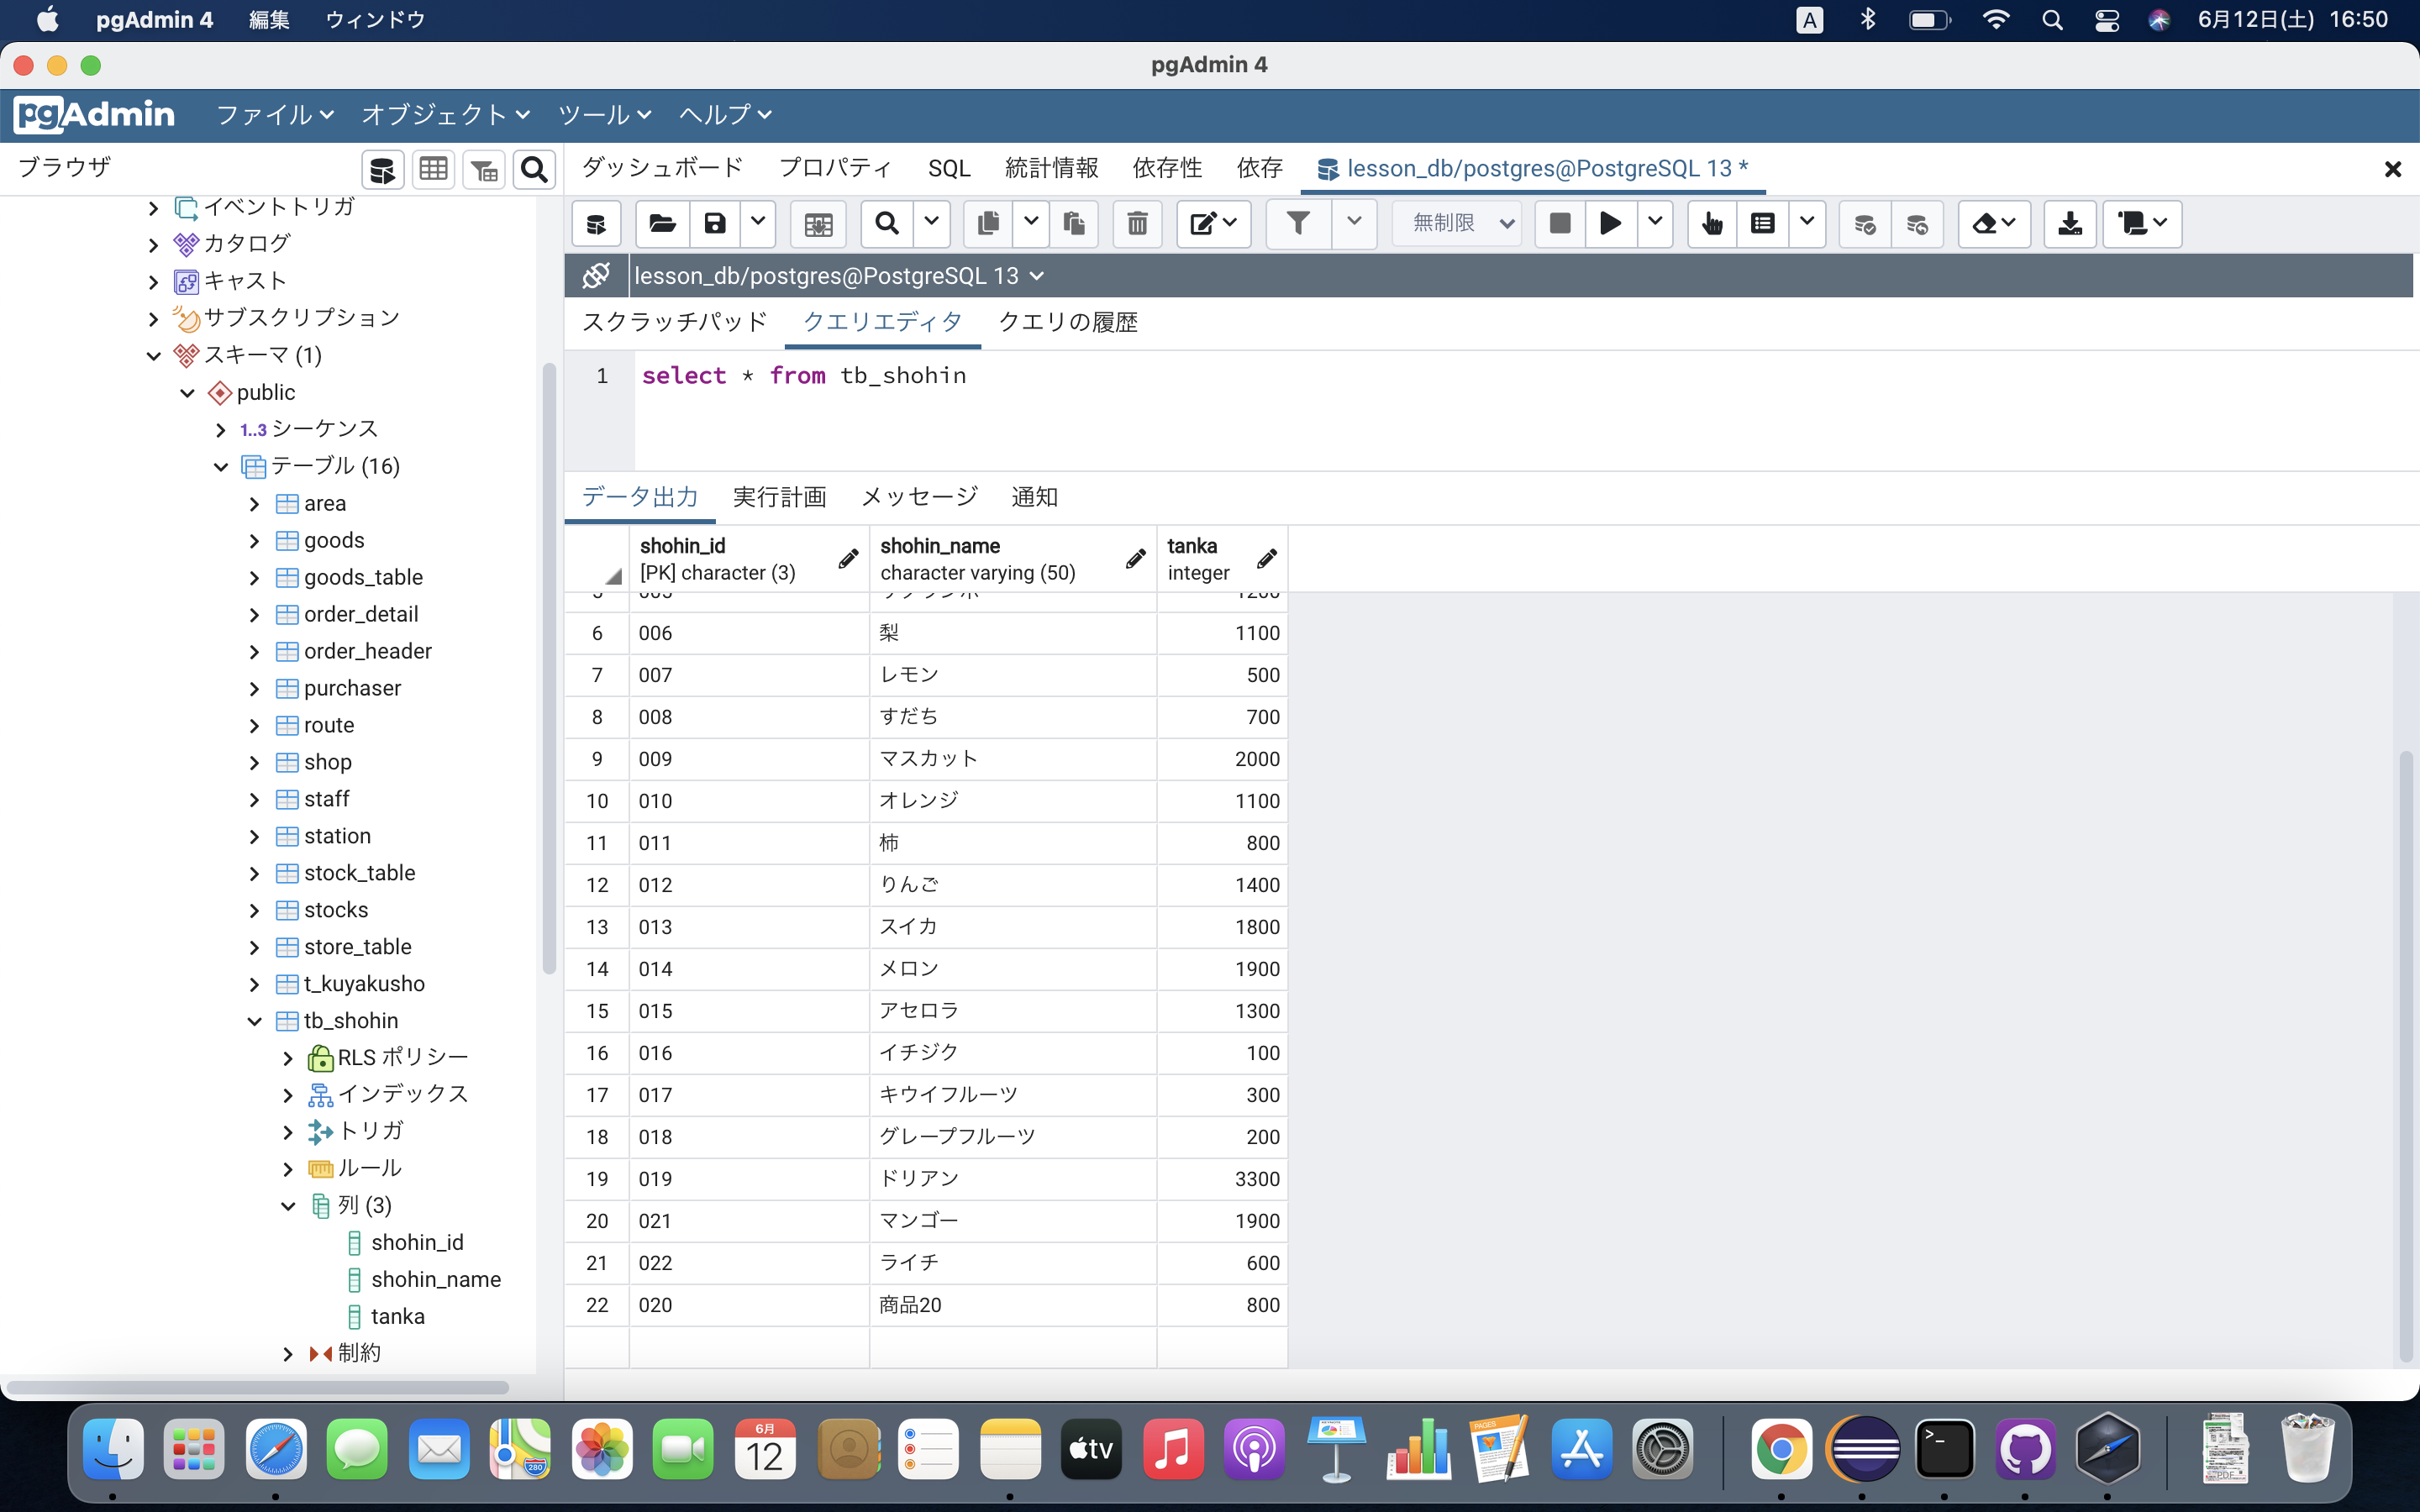 pgAdmin 4 編集 ウィンドウ A 6月12日(土) 16:50
pgAdmin 4
pgAdmin ファイル オブジェクト ツール ヘルプ
ブラウザ
ダッシュボード プロパティ SQL 統計情報 依存性 依存 lesson_db/postgres@PostgreSQL 13 *
無制限
lesson_db/postgres@PostgreSQL 13
スクラッチパッド クエリエディタ クエリの履歴
1 select * from tb_shohin
データ出力 実行計画 メッセージ 通知
shohin_id shohin_name tanka
[PK] character (3) character varying (50) integer
6 006 梨 1100
7 007 レモン 500
8 008 すだち 700
9 009 マスカット 2000
10 010 オレンジ 1100
11 011 柿 800
12 012 りんご 1400
13 013 スイカ 1800
14 014 メロン 1900
15 015 アセロラ 1300
16 016 イチジク 100
17 017 キウイフルーツ 300
18 018 グレープフルーツ 200
19 019 ドリアン 3300
20 021 マンゴー 1900
21 022 ライチ 600
22 020 商品20 800
イベントトリガ
カタログ
キャスト
サブスクリプション
スキーマ (1)
public
1..3 シーケンス
テーブル (16)
area
goods
goods_table
order_detail
order_header
purchaser
route
shop
staff
station
stock_table
stocks
store_table
t_kuyakusho
tb_shohin
RLS ポリシー
インデックス
トリガ
ルール
列 (3)
shohin_id
shohin_name
tanka
制約
280
6月
12
tv
PAGES
>_
PDF